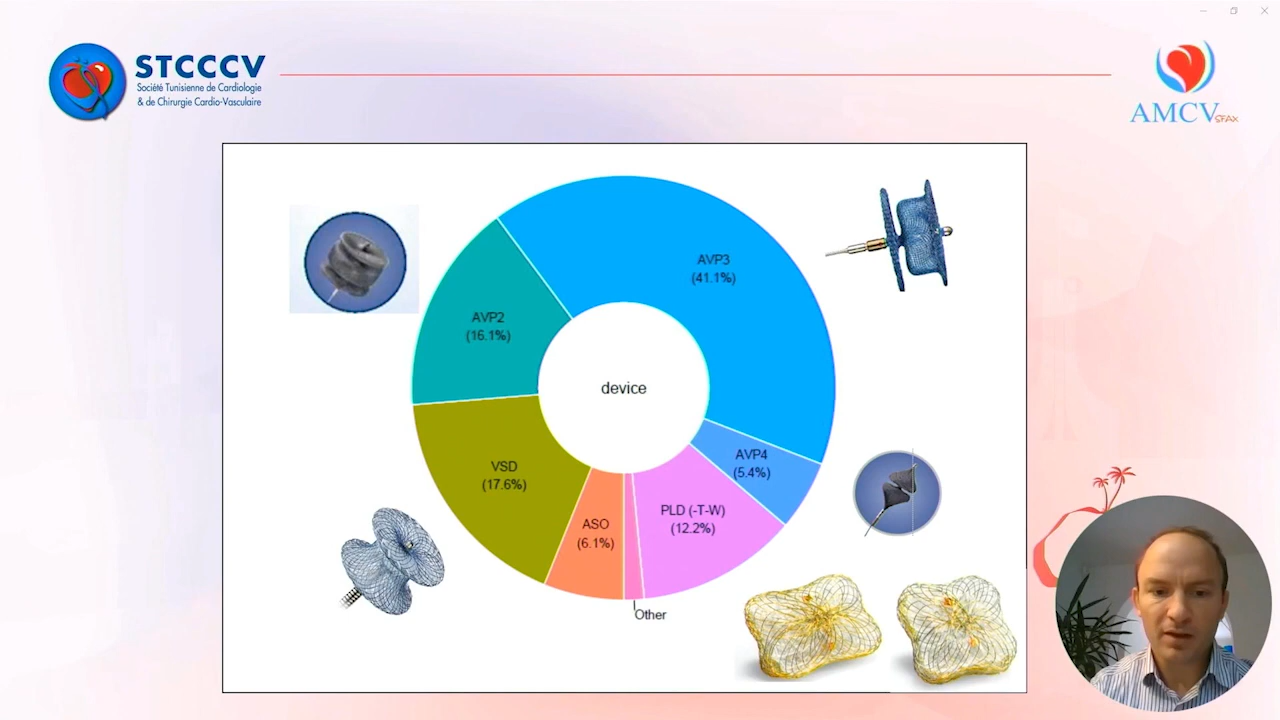 STCCCV
Société Tunisienne de Cardiologie
& de Chirurgie Cardio-Vasculaire
AMCV SFAX
AVP3
(41.1%)
AVP2
(16.1%)
device
AVP4
(5.4%)
VSD
(17.6%)
PLD (-T-W)
(12.2%)
ASO
(6.1%)
Other